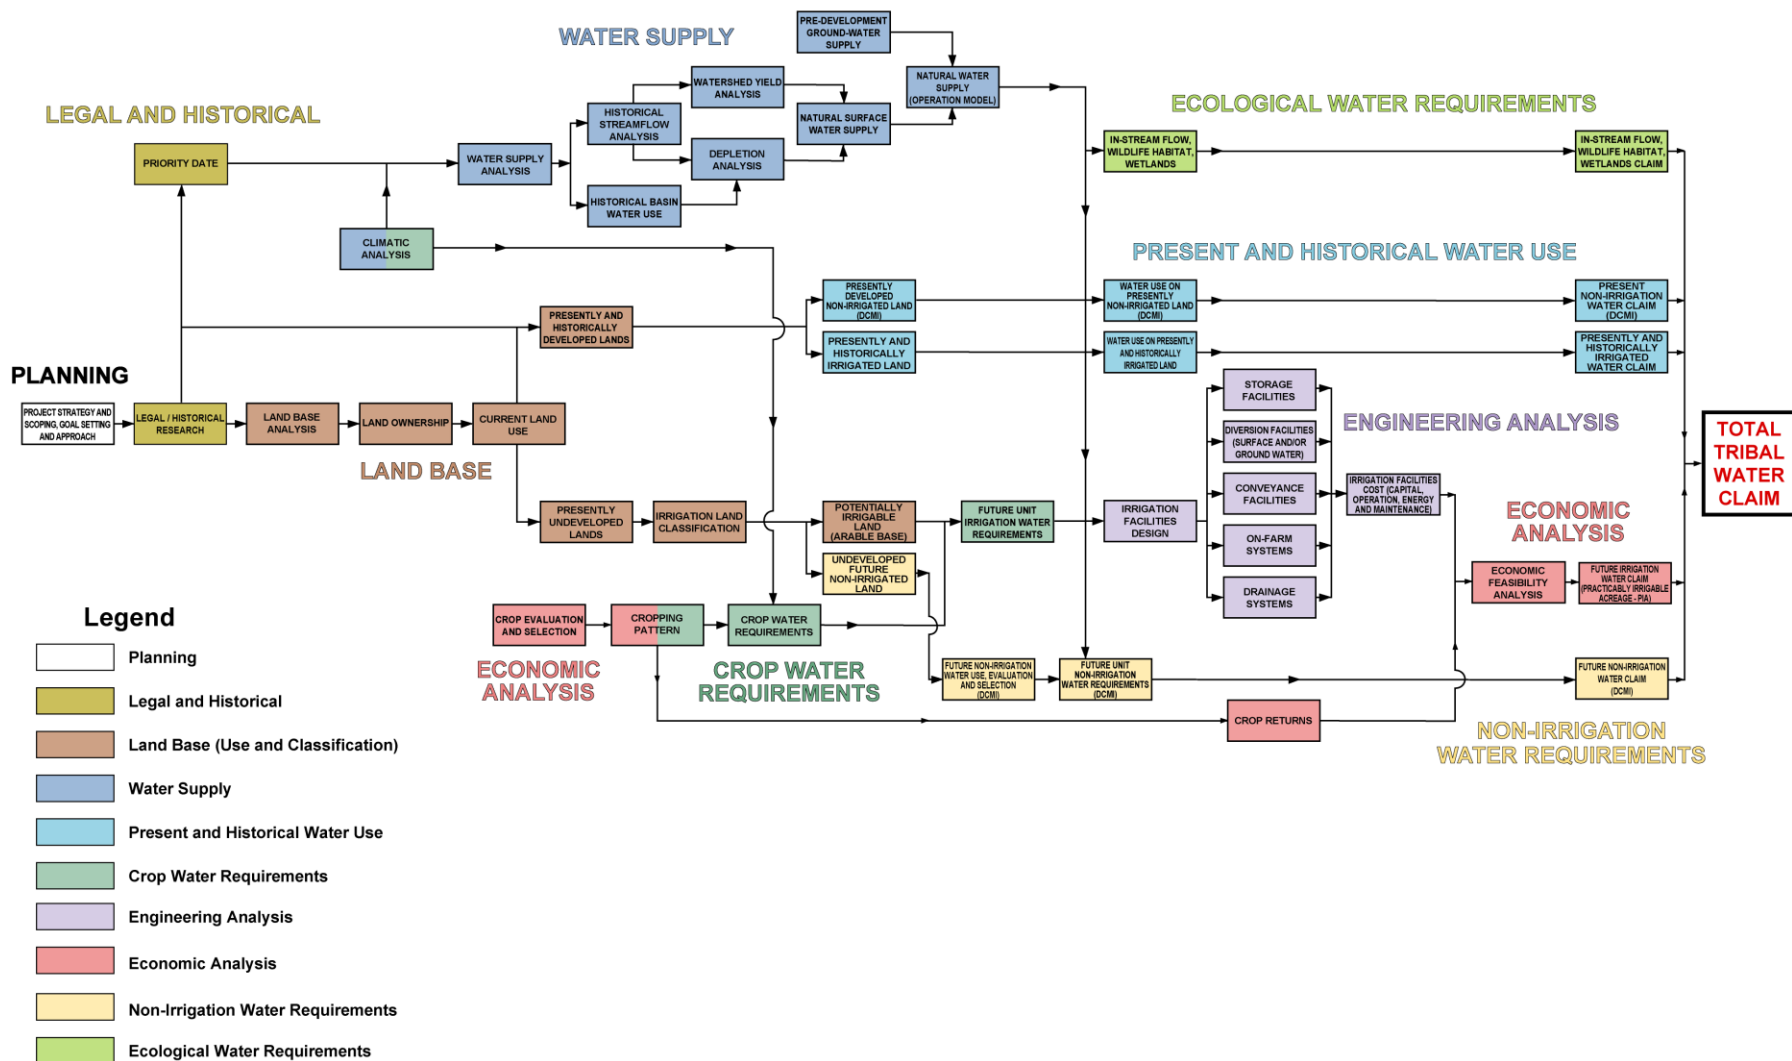 WATER SUPPLY
PRE-DEVELOPMENT
GROUND-WATER
SUPPLY
WATERSHED YIELD
ANALYSIS
NATURAL WATER
SUPPLY
(OPERATION MODEL)
LEGAL AND HISTORICAL
HISTORICAL
STREAMFLOW
ANALYSIS
NATURAL SURFACE
WATER SUPPLY
ECOLOGICAL WATER REQUIREMENTS
PRIORITY DATE
WATER SUPPLY
ANALYSIS
DEPLETION
ANALYSIS
IN-STREAM FLOW,
WILDLIFE HABITAT,
WETLANDS
IN-STREAM FLOW,
WILDLIFE HABITAT,
WETLANDS CLAIM
HISTORICAL BASIN
WATER USE
CLIMATIC
ANALYSIS
PRESENT AND HISTORICAL WATER USE
PRESENTLY AND
HISTORICALLY
DEVELOPED LANDS
PRESENTLY
DEVELOPED
NON-IRRIGATED LAND
(DCMI)
WATER USE ON
PRESENTLY
NON-IRRIGATED LAND
(DCMI)
PRESENT
NON-IRRIGATION
WATER CLAIM
(DCMI)
PRESENTLY AND
HISTORICALLY
IRRIGATED LAND
WATER USE ON PRESENTLY
AND HISTORICALLY
IRRIGATED LAND
PRESENTLY AND
HISTORICALLY
IRRIGATED
WATER CLAIM
PLANNING
PROJECT STRATEGY AND
SCOPING, GOAL SETTING
AND APPROACH
LEGAL / HISTORICAL
RESEARCH
LAND BASE
ANALYSIS
LAND OWNERSHIP
CURRENT LAND
USE
LAND BASE
STORAGE
FACILITIES
ENGINEERING ANALYSIS
DIVERSION FACILITIES
(SURFACE AND/OR
GROUND WATER)
TOTAL
TRIBAL
WATER
CLAIM
CONVEYANCE
FACILITIES
IRRIGATION FACILITIES
COST (CAPITAL,
OPERATION, ENERGY
AND MAINTENANCE)
PRESENTLY
UNDEVELOPED
LANDS
IRRIGATION LAND
CLASSIFICATION
POTENTIALLY
IRRIGABLE
LAND
(ARABLE BASE)
FUTURE UNIT
IRRIGATION WATER
REQUIREMENTS
IRRIGATION
FACILITIES
DESIGN
ECONOMIC
ANALYSIS
ON-FARM
SYSTEMS
UNDEVELOPED
FUTURE
NON-IRRIGATED
LAND
ECONOMIC
FEASIBILITY
ANALYSIS
FUTURE IRRIGATION
WATER CLAIM
(PRACTICABLY IRRIGABLE
ACREAGE - PIA)
DRAINAGE
SYSTEMS
CROP EVALUATION
AND SELECTION
CROPPING
PATTERN
CROP WATER
REQUIREMENTS
ECONOMIC
ANALYSIS
CROP WATER
REQUIREMENTS
FUTURE NON-IRRIGATION
WATER USE, EVALUATION
AND SELECTION
(DCMI)
FUTURE UNIT
NON-IRRIGATION
WATER REQUIREMENTS
(DCMI)
FUTURE NON-IRRIGATION
WATER CLAIM
(DCMI)
CROP RETURNS
NON-IRRIGATION
WATER REQUIREMENTS
Legend
Planning
Legal and Historical
Land Base (Use and Classification)
Water Supply
Present and Historical Water Use
Crop Water Requirements
Engineering Analysis
Economic Analysis
Non-Irrigation Water Requirements
Ecological Water Requirements